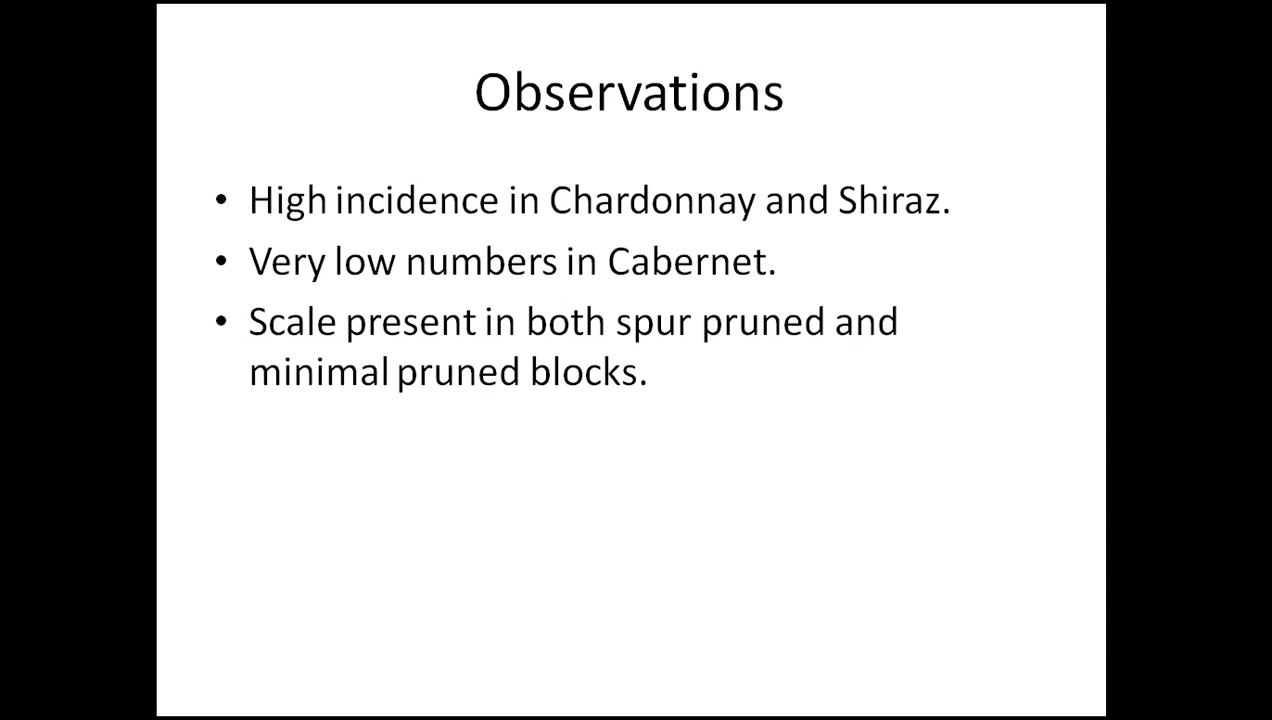 Observations
• High incidence in Chardonnay and Shiraz.
• Very low numbers in Cabernet.
• Scale present in both spur pruned and
minimal pruned blocks.